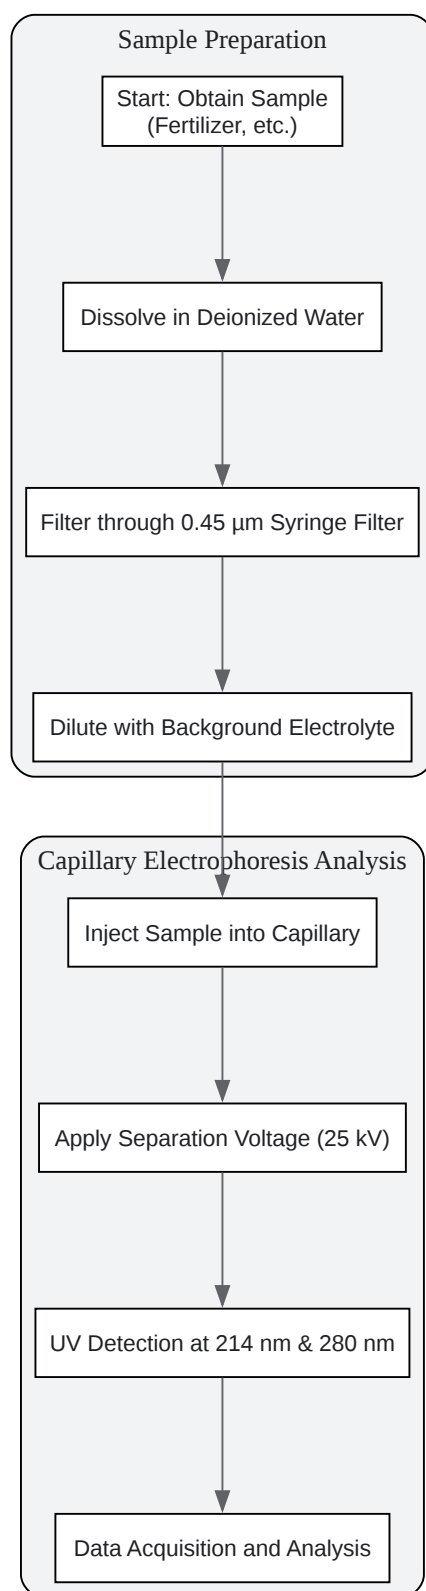 Sample Preparation
Start: Obtain Sample
(Fertilizer, etc.)
Dissolve in Deionized Water
Filter through 0.45 µm Syringe Filter
Dilute with Background Electrolyte
Capillary Electrophoresis Analysis
Inject Sample into Capillary
Apply Separation Voltage (25 kV)
UV Detection at 214 nm & 280 nm
Data Acquisition and Analysis